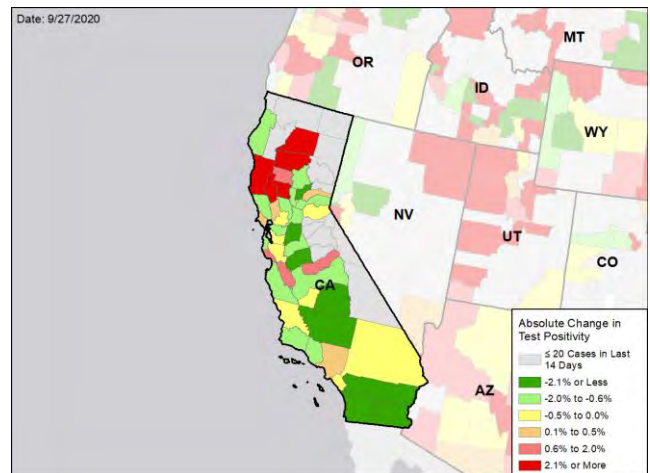 Date: 9/27/2020
MT
OR
ID
WY
NV
UT
CO
CA
AZ
Absolute Change in
Test Positivity
≤ 20 Cases in Last
14 Days
-2.1% or Less
-2.0% to -0.6%
-0.5% to 0.0%
0.1% to 0.5%
0.6% to 2.0%
2.1% or More